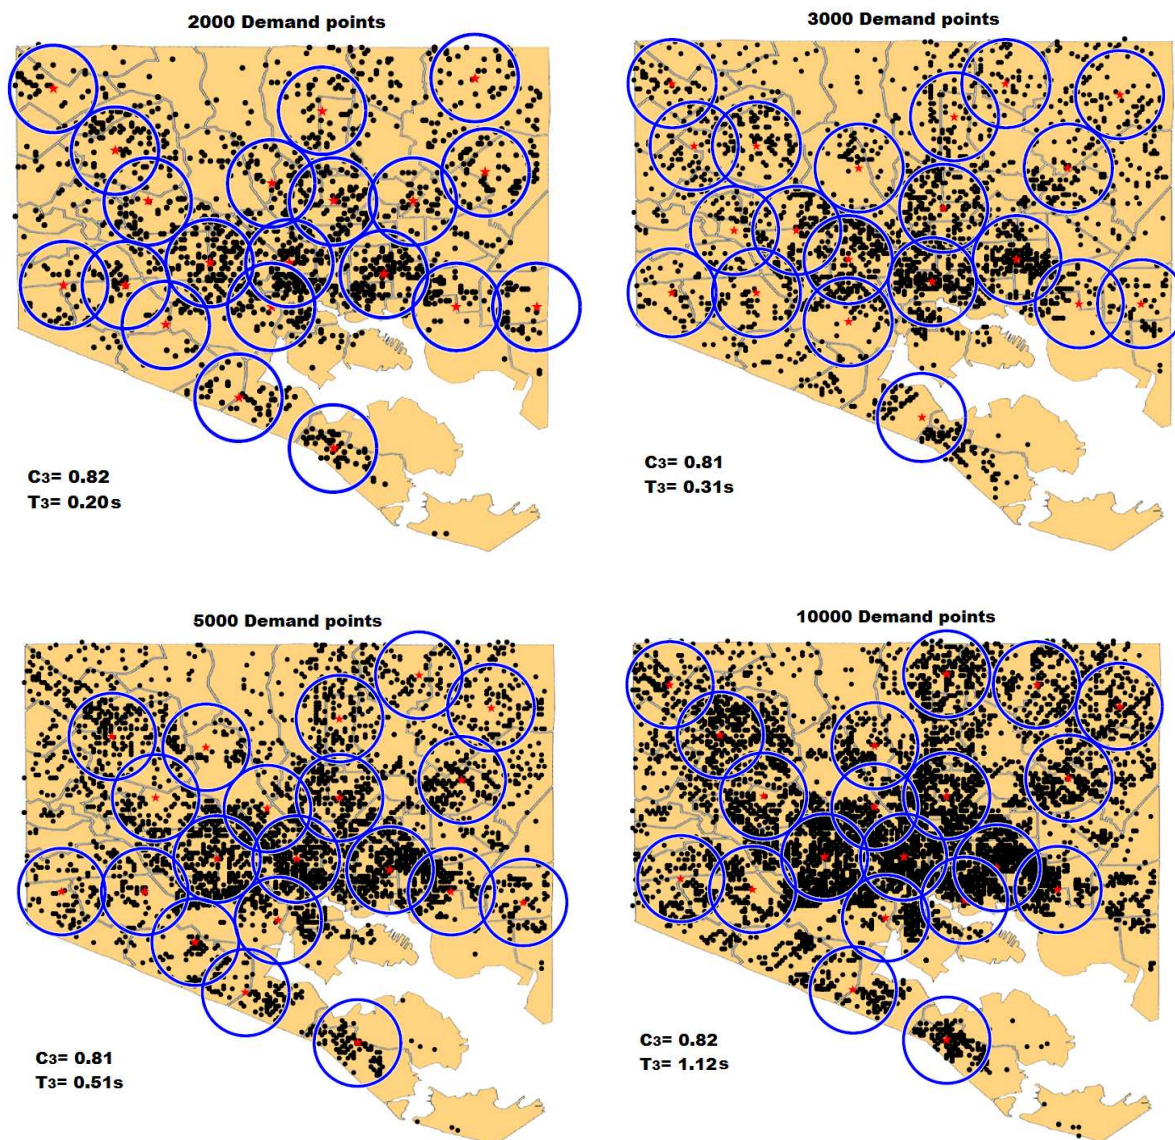 2000 Demand points
3000 Demand points
C3= 0.82
T3= 0.20s
C3= 0.81
T3= 0.31s
5000 Demand points
10000 Demand points
C3= 0.81
T3= 0.51s
C3= 0.82
T3= 1.12s